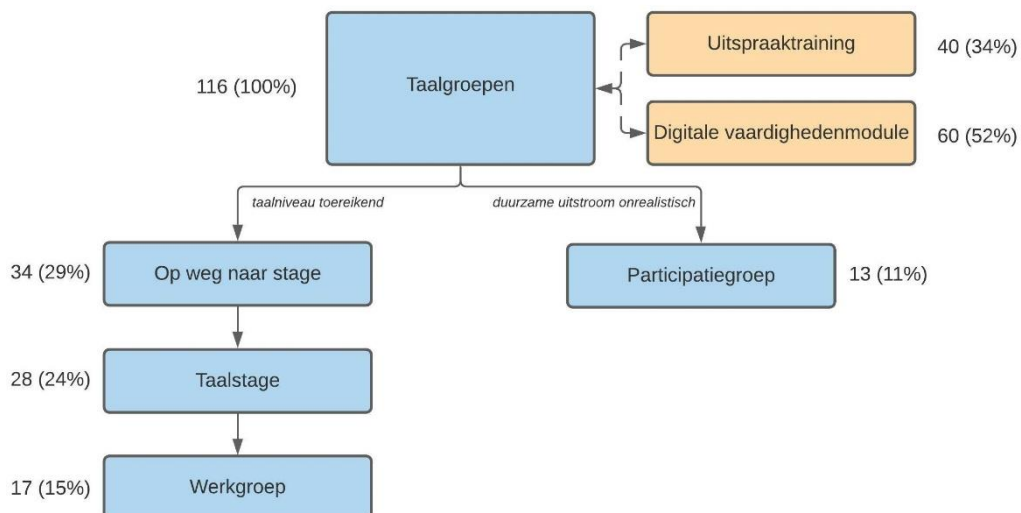 Uitspraaktraining
40 (34%)
116 (100%)
Taalgroepen
Digitale vaardighedenmodule
60 (52%)
taalniveau toereikend
duurzame uitstroom onrealistisch
34 (29%)
Op weg naar stage
Participatiegroep
13 (11%)
28 (24%)
Taalstage
17 (15%)
Werkgroep